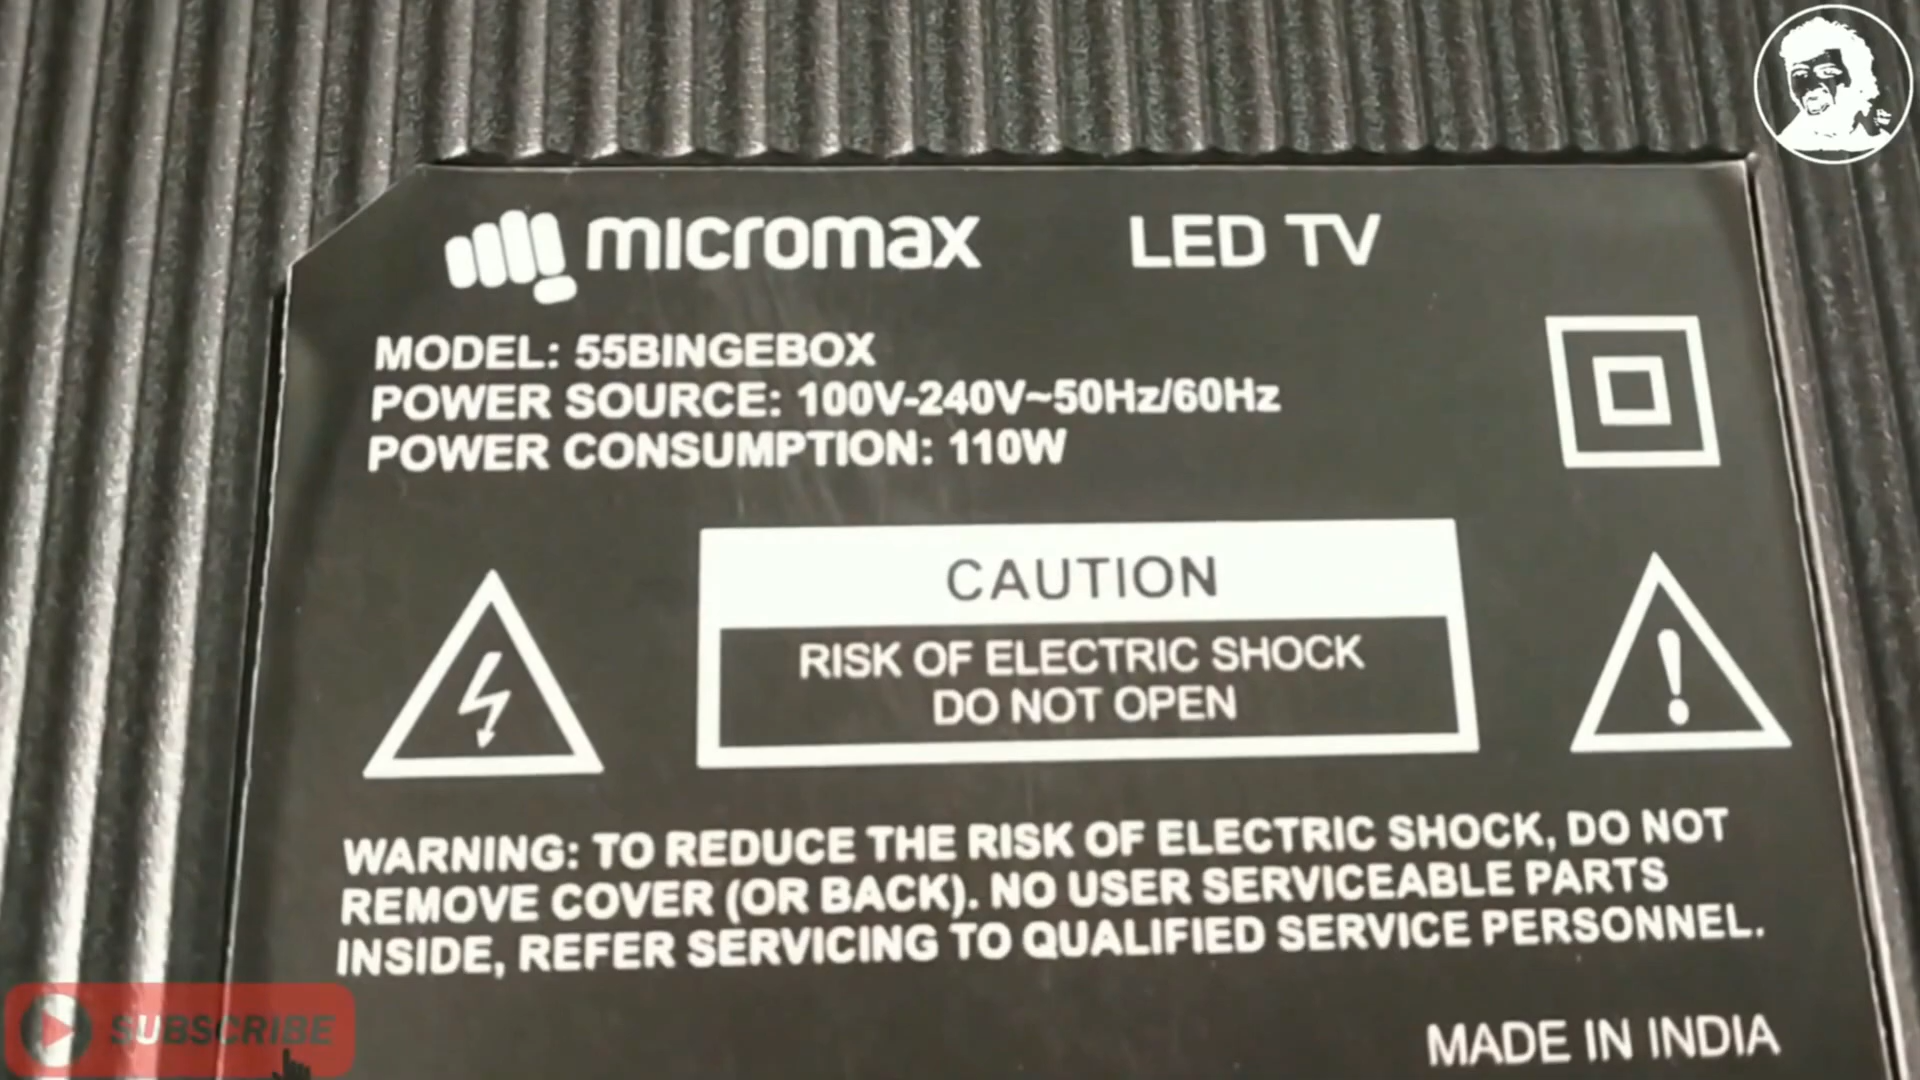 micromax LED TV
MODEL: 55BINGEBOX
POWER SOURCE: 100V-240V~50Hz/60Hz
POWER CONSUMPTION: 110W
CAUTION
RISK OF ELECTRIC SHOCK
DO NOT OPEN
WARNING: TO REDUCE THE RISK OF ELECTRIC SHOCK, DO NOT
REMOVE COVER (OR BACK). NO USER SERVICEABLE PARTS
INSIDE, REFER SERVICING TO QUALIFIED SERVICE PERSONNEL.
MADE IN INDIA
SUBSCRIBE